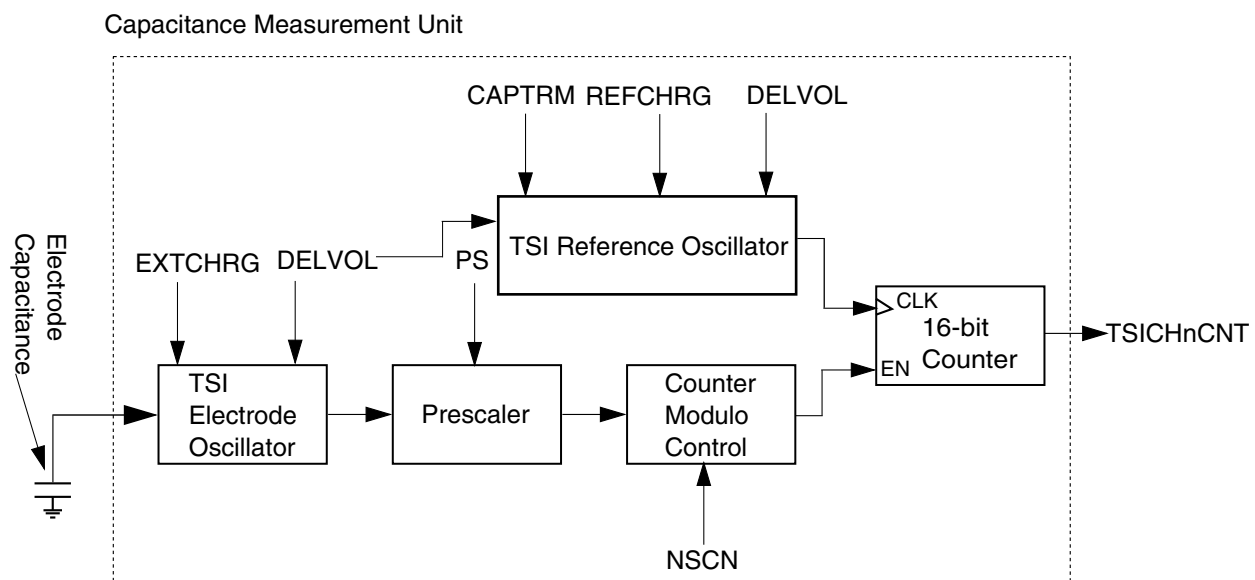 Capacitance Measurement Unit
CAPTRM REFCHRG DELVOL
TSI Reference Oscillator
Electrode
Capacitance
EXTCHRG DELVOL PS
CLK
16-bit
Counter
EN
TSICHnCNT
TSI
Electrode
Oscillator
Prescaler
Counter
Modulo
Control
NSCN